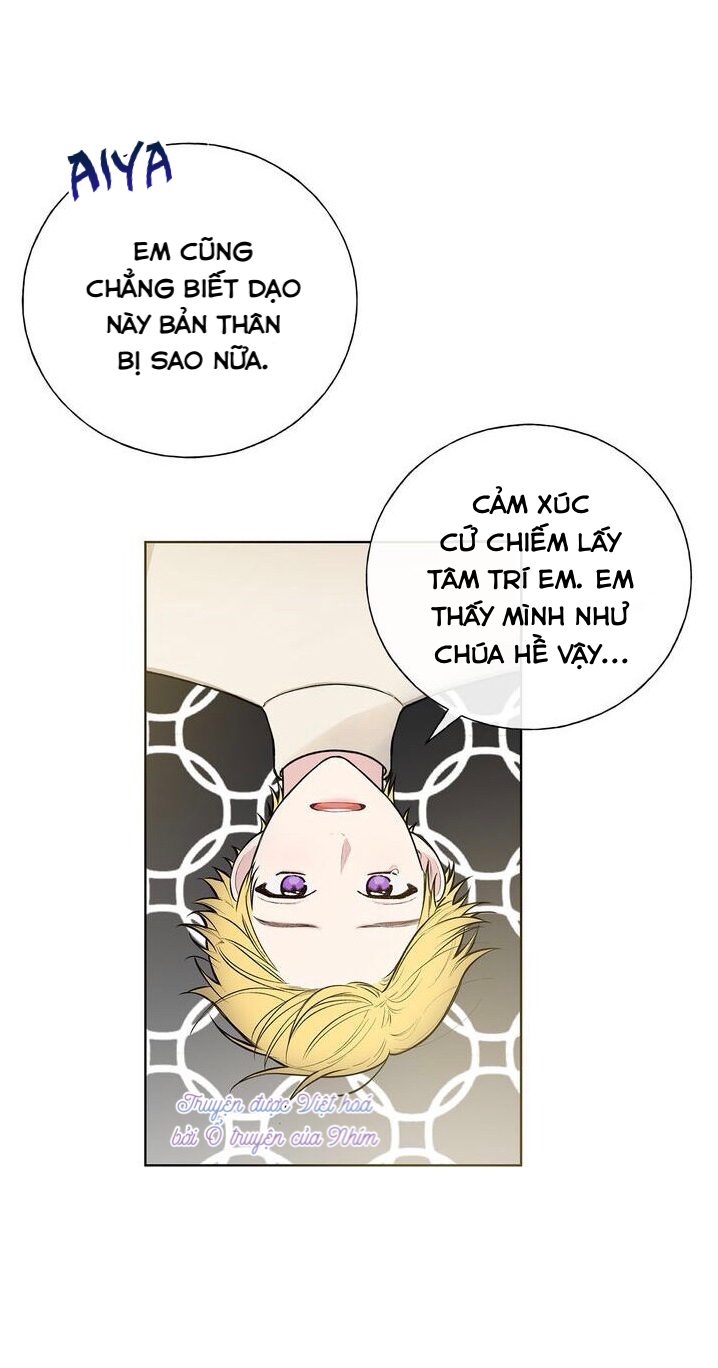 AIYA
EM CŨNG
CHẲNG BIẾT DẠO
NÀY BẢN THÂN
BỊ SAO NỮA.
CẢM XÚC
CỨ CHIẾM LẤY
TÂM TRÍ EM. EM
THẤY MÌNH NHƯ
CHÚA HỀ VẬY...
Truyện được Việt hoá
bởi Ổ truyện của Nhím